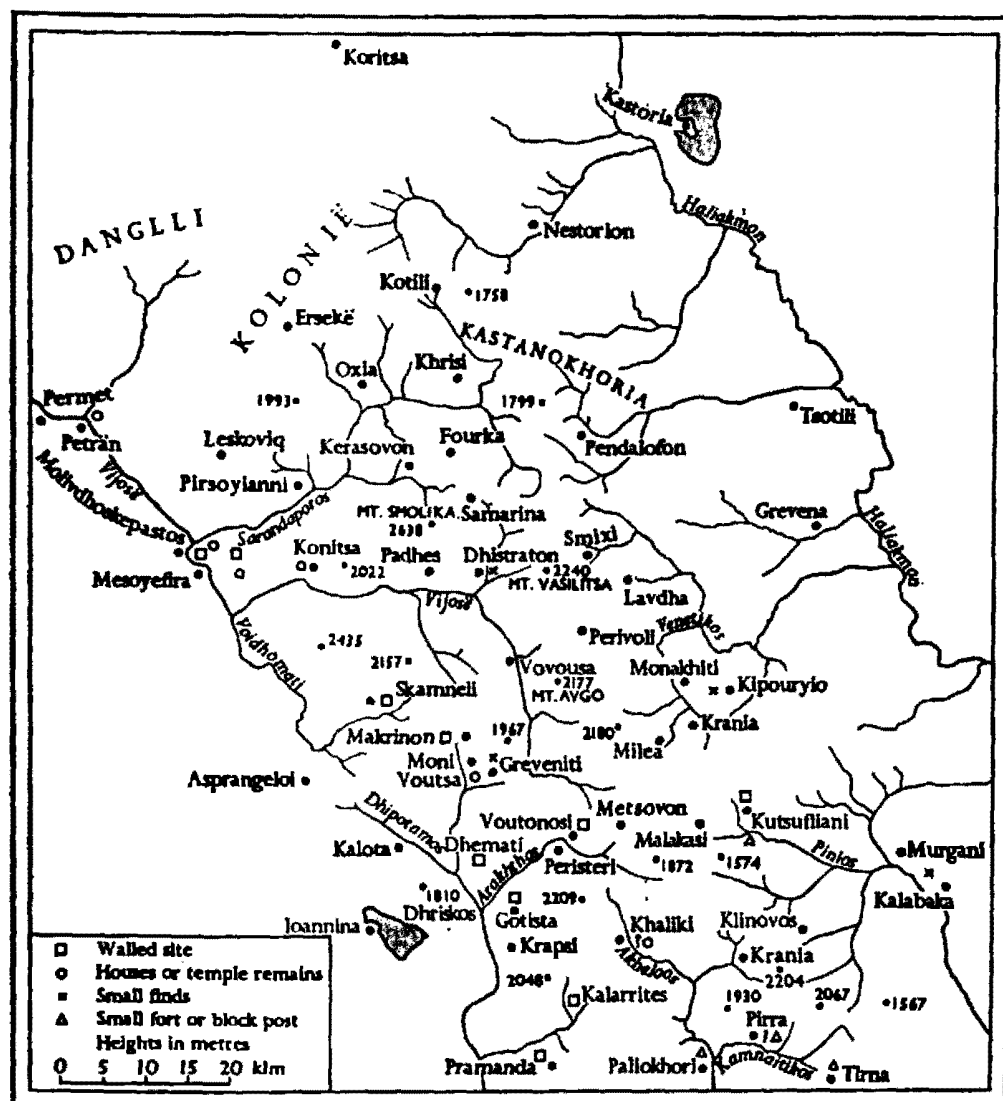 Koritsa
Kastoria
Haliakmon
DANGLLI
KOLONIË
Nestorion
Kotili
1758
Ersekë
KASTANOKHORIA
Oxia
Khrisi
1993
1799
Permet
Tsotili
Peträn
Leskoviq
Kerasovon
Fourka
Pendalofon
Vijosë
Pirsoyianni
Molivdhoskepastos
Sarandaporos
MT. SMOLIKA
2638
Samarina
Grevena
Haliakmon
Smixi
Konitsa
2022
Padhes
Dhistraton
2240
MT. VASILITSA
Mesoyefira
Vijosë
Lavdha
Voidhomati
Venetikos
Perivoli
2435
2157
Vovousa
2177
MT. AVGO
Monakhiti
Kipouryio
Skamneli
Krania
Makrinon
1967
2180
Milea
Moni
Voutsa
Greveniti
Asprangeloi
Dhipotama
Metsovon
Kutsufliani
Voutonosi
Malakasi
Kalota
Dhemati
Arakhthos
Peristeri
1872
1574
Pinios
Murgani
1810
Dhriskos
2209
Kalabaka
Ioannina
Gotista
Khaliki
Klinovos
Krapsi
Akheloos
Krania
2204
2048
Kalarrites
1930
2067
1567
Pirra
Pramanda
Paliokhori
Kamnaitikos
Tirna
Walled site
Houses or temple remains
Small finds
Small fort or block post
Heights in metres
0 5 10 15 20 klm